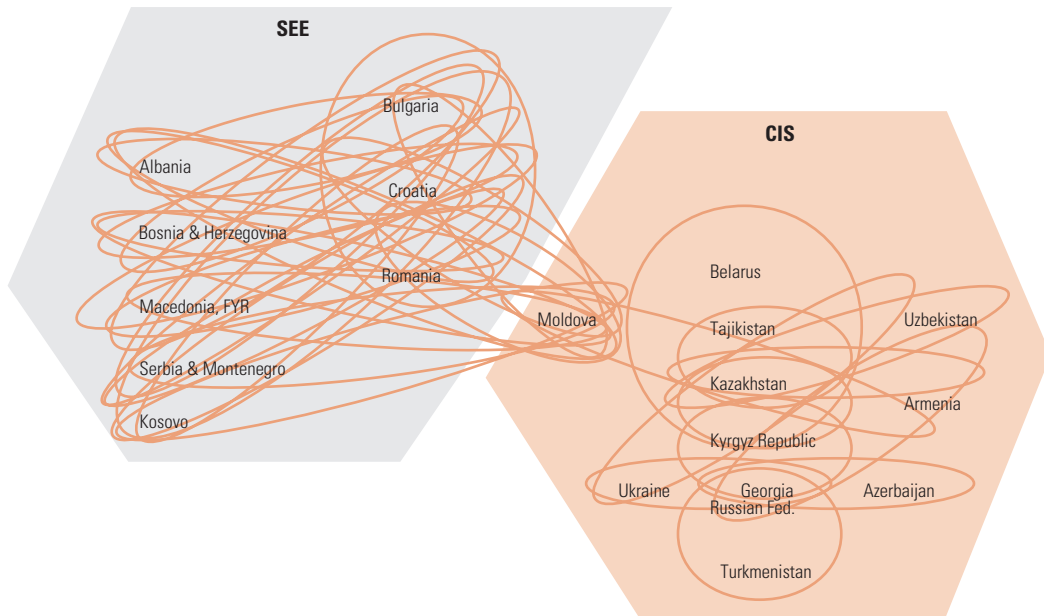 SEE
Bulgaria
Albania
Croatia
Bosnia & Herzegovina
Romania
Macedonia, FYR
Moldova
Serbia & Montenegro
Kosovo
CIS
Belarus
Uzbekistan
Tajikistan
Kazakhstan
Armenia
Kyrgyz Republic
Ukraine
Georgia
Azerbaijan
Russian Fed.
Turkmenistan